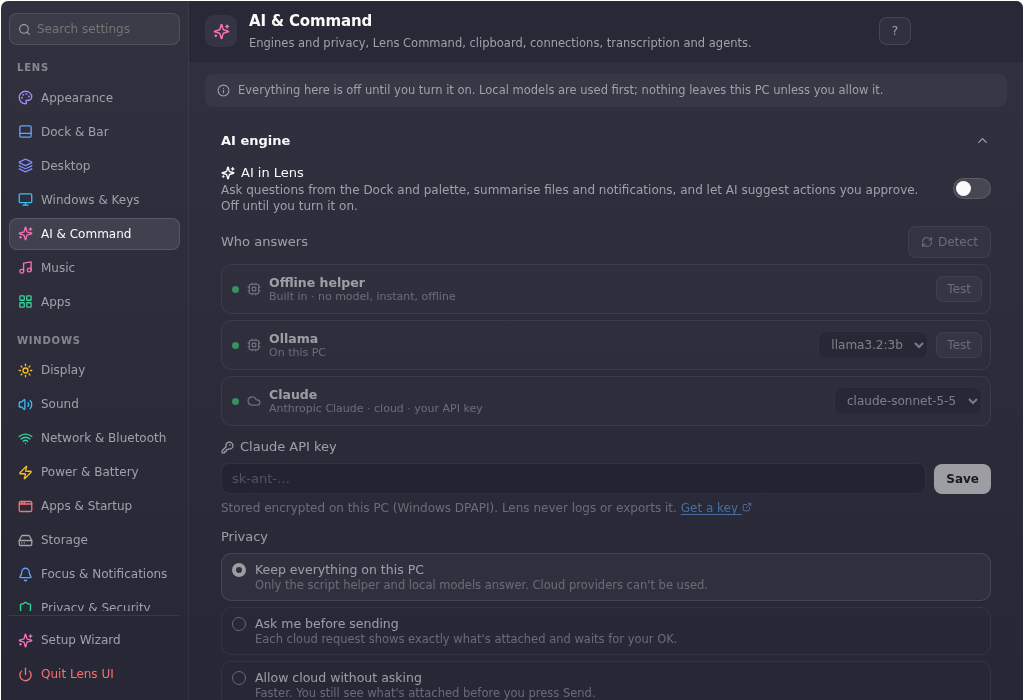 Search settings
LENS
Appearance
Dock & Bar
Desktop
Windows & Keys
AI & Command
Music
Apps
WINDOWS
Display
Sound
Network & Bluetooth
Power & Battery
Apps & Startup
Storage
Focus & Notifications
Privacy & Security
Setup Wizard
Quit Lens UI
AI & Command
Engines and privacy, Lens Command, clipboard, connections, transcription and agents.
?
Everything here is off until you turn it on. Local models are used first; nothing leaves this PC unless you allow it.
AI engine
AI in Lens
Ask questions from the Dock and palette, summarise files and notifications, and let AI suggest actions you approve.
Off until you turn it on.
Who answers
Detect
Offline helper
Built in · no model, instant, offline
Test
Ollama
On this PC
llama3.2:3b
Test
Claude
Anthropic Claude · cloud · your API key
claude-sonnet-5-5
Claude API key
sk-ant-...
Save
Stored encrypted on this PC (Windows DPAPI). Lens never logs or exports it. Get a key
Privacy
Keep everything on this PC
Only the script helper and local models answer. Cloud providers can't be used.
Ask me before sending
Each cloud request shows exactly what's attached and waits for your OK.
Allow cloud without asking
Faster. You still see what's attached before you press Send.